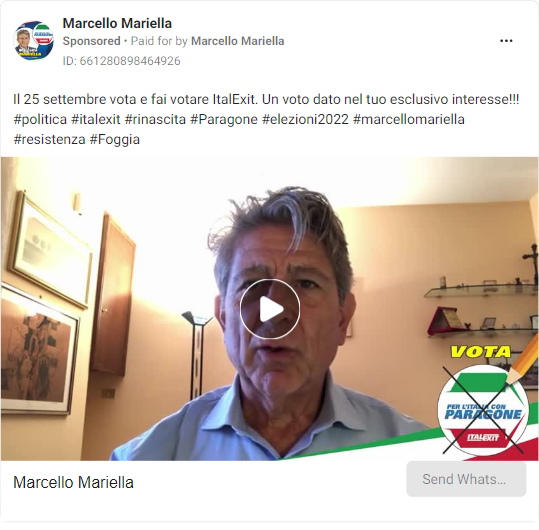 Marcello Mariella
Sponsored • Paid for by Marcello Mariella
ID: 661280898464926
Il 25 settembre vota e fai votare ItalExit. Un voto dato nel tuo esclusivo interesse!!!
#politica #italexit #rinascita #Paragone #elezioni2022 #marcellomariella
#resistenza #Foggia
VOTA
PER L'ITALIA CON
PARAGONE
ITALEXIT
Marcello Mariella
Send Whats...